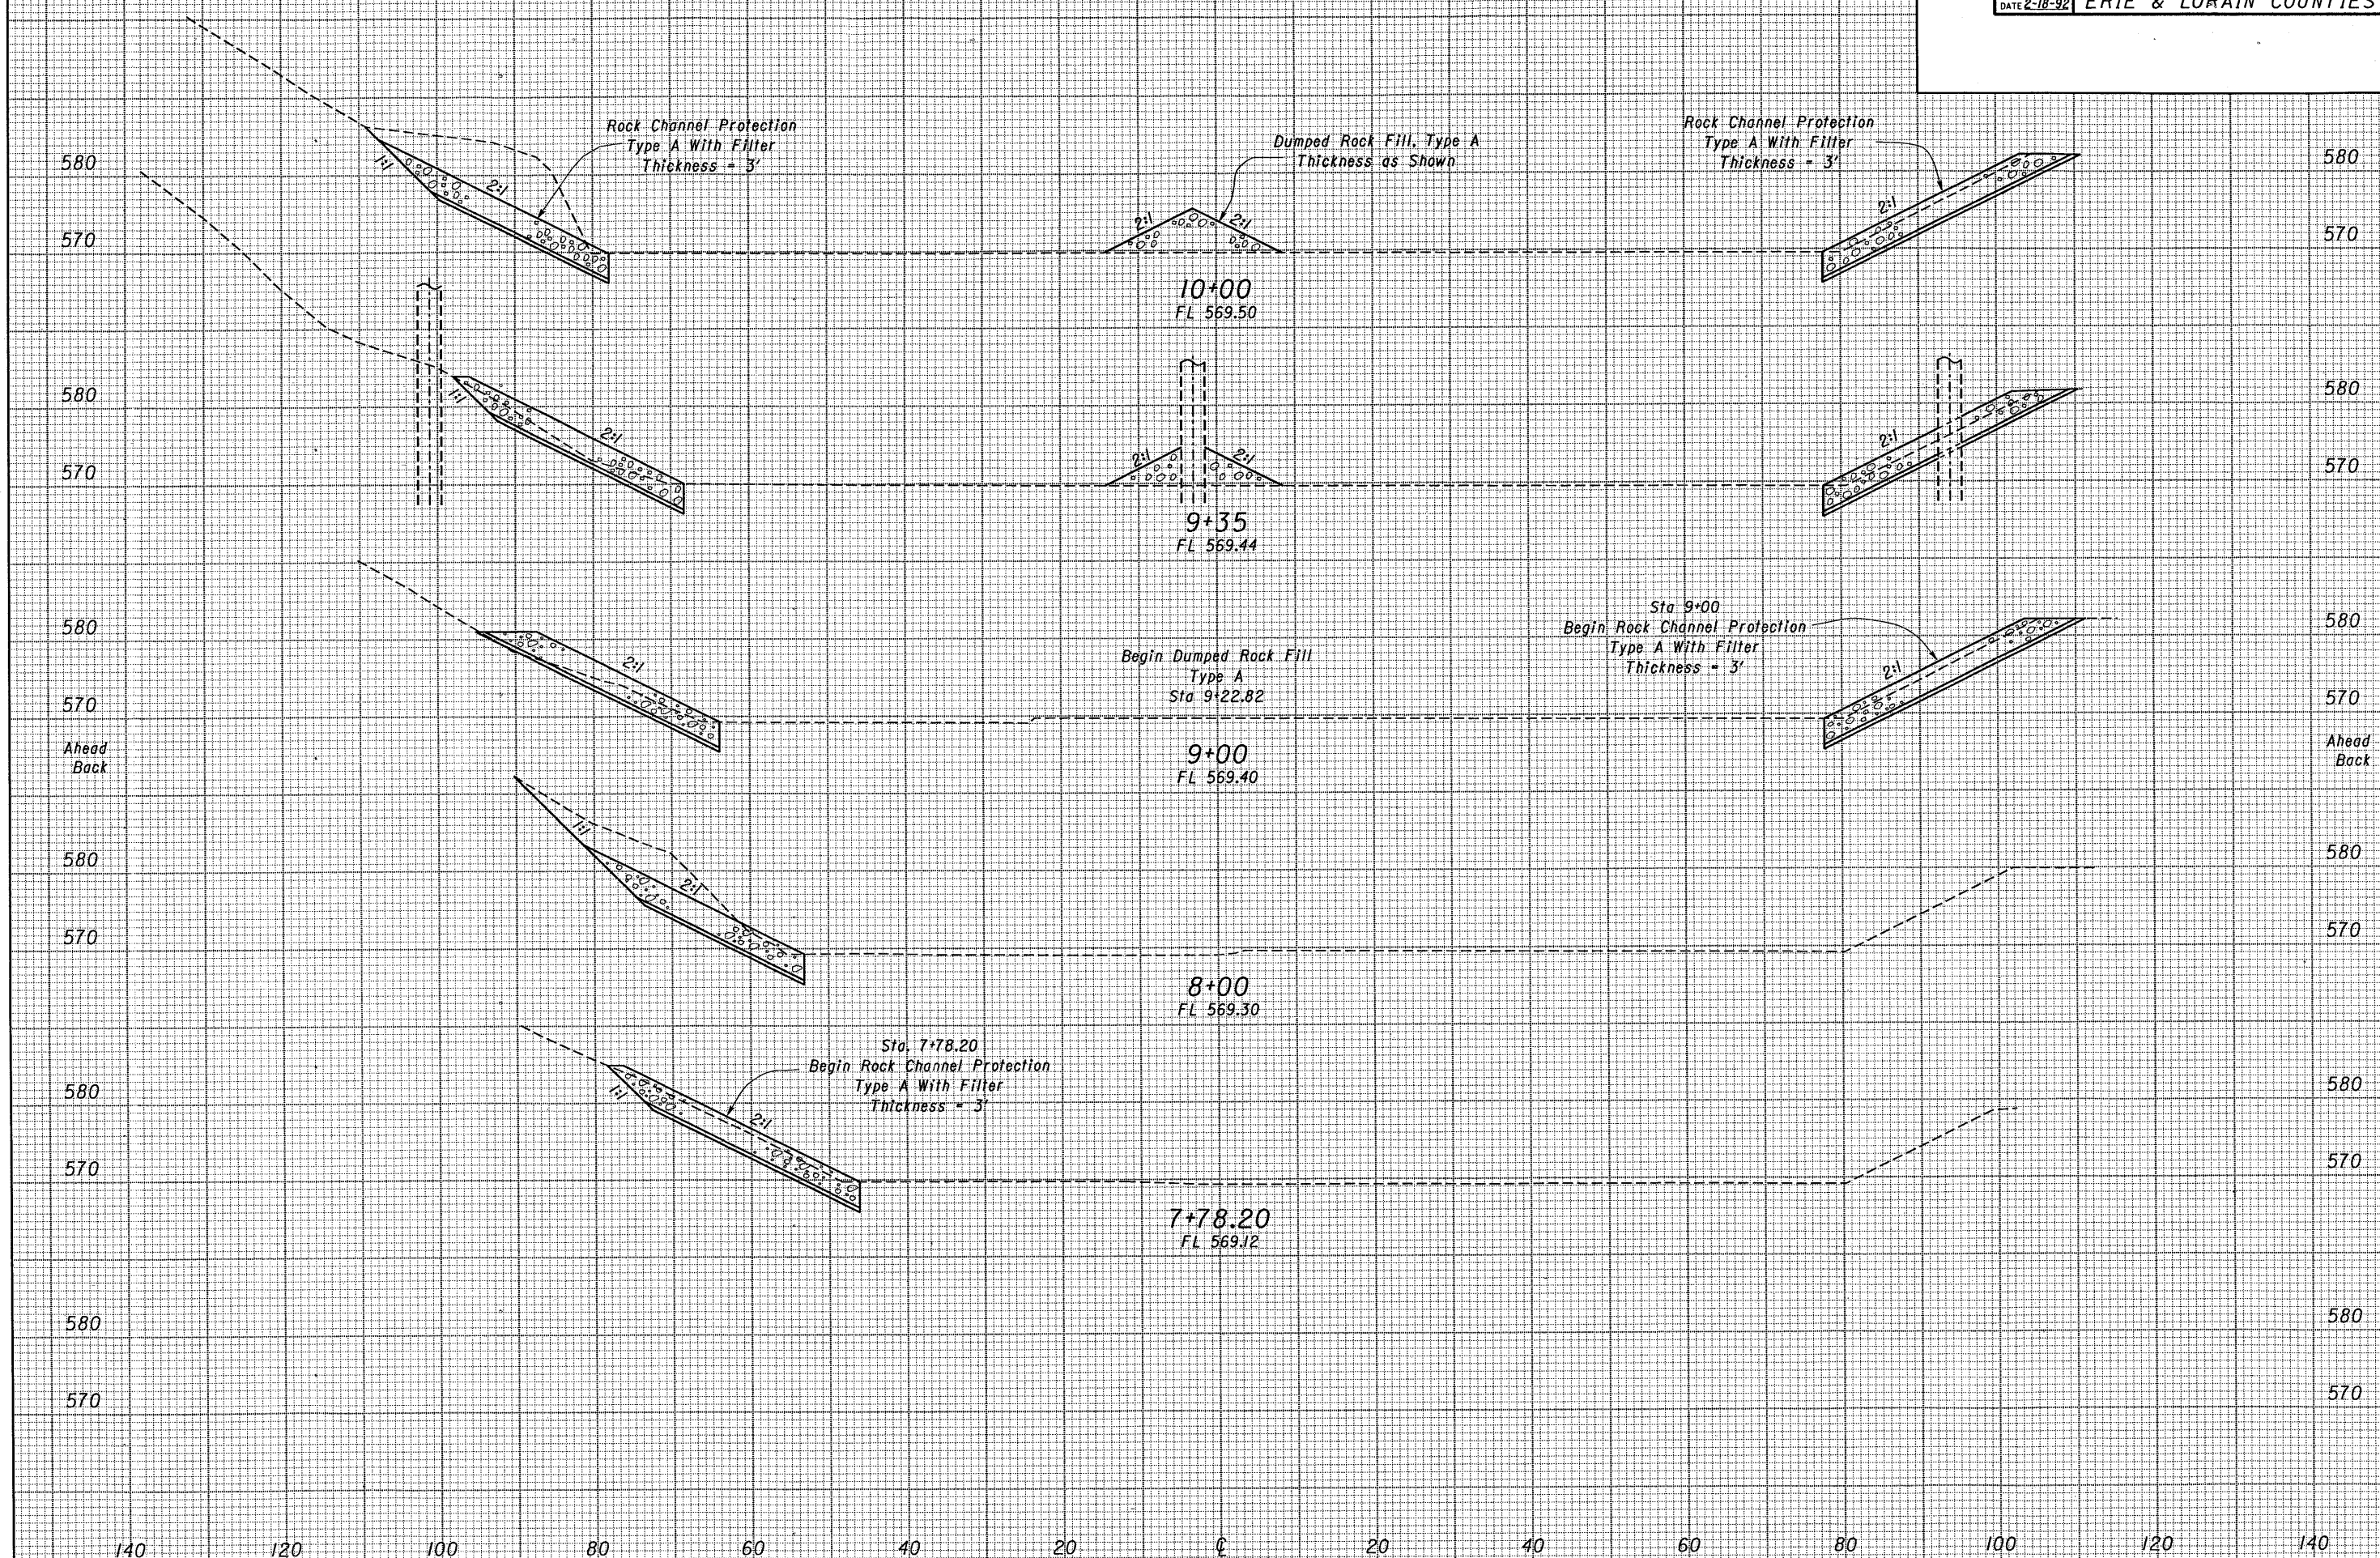 DATE 2-18-92 ERIE & LORAIN COUNTIES
Rock Channel Protection
Type A With Filter
Thickness = 3'
Dumped Rock Fill, Type A
Thickness as Shown
Rock Channel Protection
Type A With Filter
Thickness = 3'
580
1:1
2:1
2:1
580
570
2:1
2:1
2:1
570
10+00
FL 569.50
580
1:1
580
2:1
2:1
2:1
2:1
570
570
9+35
FL 569.44
Sta 9+00
Begin Rock Channel Protection
Type A With Filter
Thickness = 3'
580
580
2:1
Begin Dumped Rock Fill
Type A
Sta 9+22.82
2:1
570
570
Ahead
Back
9+00
FL 569.40
Ahead
Back
1:1
580
580
2:1
570
570
8+00
FL 569.30
Sta. 7+78.20
Begin Rock Channel Protection
Type A With Filter
Thickness = 3'
580
1:1
580
2:1
570
570
7+78.20
FL 569.12
580
580
570
570
140 120 100 80 60 40 20 ℄ 20 40 60 80 100 120 140